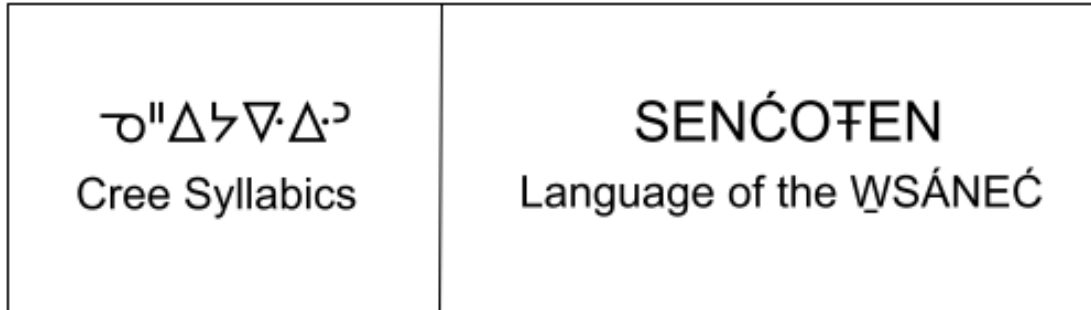 ᓀᐦᐃᔭᐍᐏᐣ
Cree Syllabics
SENĆOŦEN
Language of the W̱SÁNEĆ